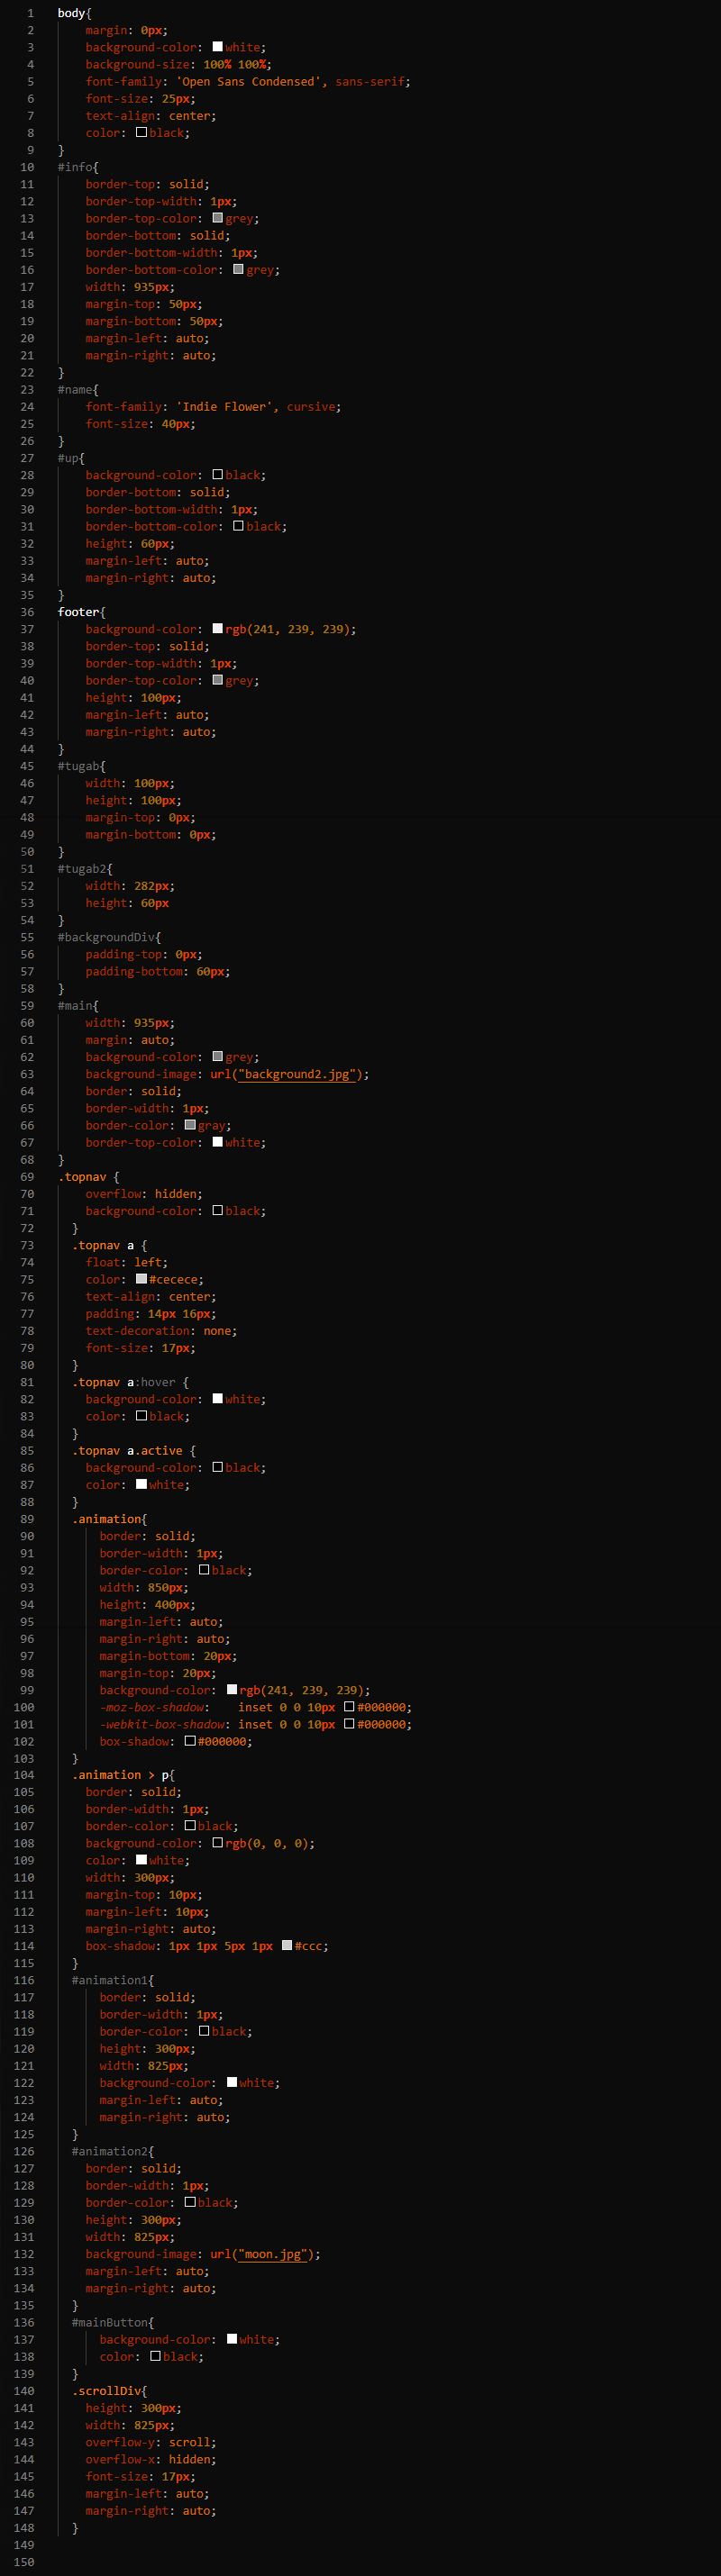 1 body{
2 margin: 0px;
3 background-color: white;
4 background-size: 100% 100%;
5 font-family: 'Open Sans Condensed', sans-serif;
6 font-size: 25px;
7 text-align: center;
8 color: black;
9 }
10 #info{
11 border-top: solid;
12 border-top-width: 1px;
13 border-top-color: grey;
14 border-bottom: solid;
15 border-bottom-width: 1px;
16 border-bottom-color: grey;
17 width: 935px;
18 margin-top: 50px;
19 margin-bottom: 50px;
20 margin-left: auto;
21 margin-right: auto;
22 }
23 #name{
24 font-family: 'Indie Flower', cursive;
25 font-size: 40px;
26 }
27 #up{
28 background-color: black;
29 border-bottom: solid;
30 border-bottom-width: 1px;
31 border-bottom-color: black;
32 height: 60px;
33 margin-left: auto;
34 margin-right: auto;
35 }
36 footer{
37 background-color: rgb(241, 239, 239);
38 border-top: solid;
39 border-top-width: 1px;
40 border-top-color: grey;
41 height: 100px;
42 margin-left: auto;
43 margin-right: auto;
44 }
45 #tugab{
46 width: 100px;
47 height: 100px;
48 margin-top: 0px;
49 margin-bottom: 0px;
50 }
51 #tugab2{
52 width: 282px;
53 height: 60px
54 }
55 #backgroundDiv{
56 padding-top: 0px;
57 padding-bottom: 60px;
58 }
59 #main{
60 width: 935px;
61 margin: auto;
62 background-color: grey;
63 background-image: url("background2.jpg");
64 border: solid;
65 border-width: 1px;
66 border-color: gray;
67 border-top-color: white;
68 }
69 .topnav {
70 overflow: hidden;
71 background-color: black;
72 }
73 .topnav a {
74 float: left;
75 color: #cecece;
76 text-align: center;
77 padding: 14px 16px;
78 text-decoration: none;
79 font-size: 17px;
80 }
81 .topnav a:hover {
82 background-color: white;
83 color: black;
84 }
85 .topnav a.active {
86 background-color: black;
87 color: white;
88 }
89 .animation{
90 border: solid;
91 border-width: 1px;
92 border-color: black;
93 width: 850px;
94 height: 400px;
95 margin-left: auto;
96 margin-right: auto;
97 margin-bottom: 20px;
98 margin-top: 20px;
99 background-color: rgb(241, 239, 239);
100 -moz-box-shadow: inset 0 0 10px #000000;
101 -webkit-box-shadow: inset 0 0 10px #000000;
102 box-shadow: #000000;
103 }
104 .animation > p{
105 border: solid;
106 border-width: 1px;
107 border-color: black;
108 background-color: rgb(0, 0, 0);
109 color: white;
110 width: 300px;
111 margin-top: 10px;
112 margin-left: 10px;
113 margin-right: auto;
114 box-shadow: 1px 1px 5px 1px #ccc;
115 }
116 #animation1{
117 border: solid;
118 border-width: 1px;
119 border-color: black;
120 height: 300px;
121 width: 825px;
122 background-color: white;
123 margin-left: auto;
124 margin-right: auto;
125 }
126 #animation2{
127 border: solid;
128 border-width: 1px;
129 border-color: black;
130 height: 300px;
131 width: 825px;
132 background-image: url("moon.jpg");
133 margin-left: auto;
134 margin-right: auto;
135 }
136 #mainButton{
137 background-color: white;
138 color: black;
139 }
140 .scrollDiv{
141 height: 300px;
142 width: 825px;
143 overflow-y: scroll;
144 overflow-x: hidden;
145 font-size: 17px;
146 margin-left: auto;
147 margin-right: auto;
148 }
149
150